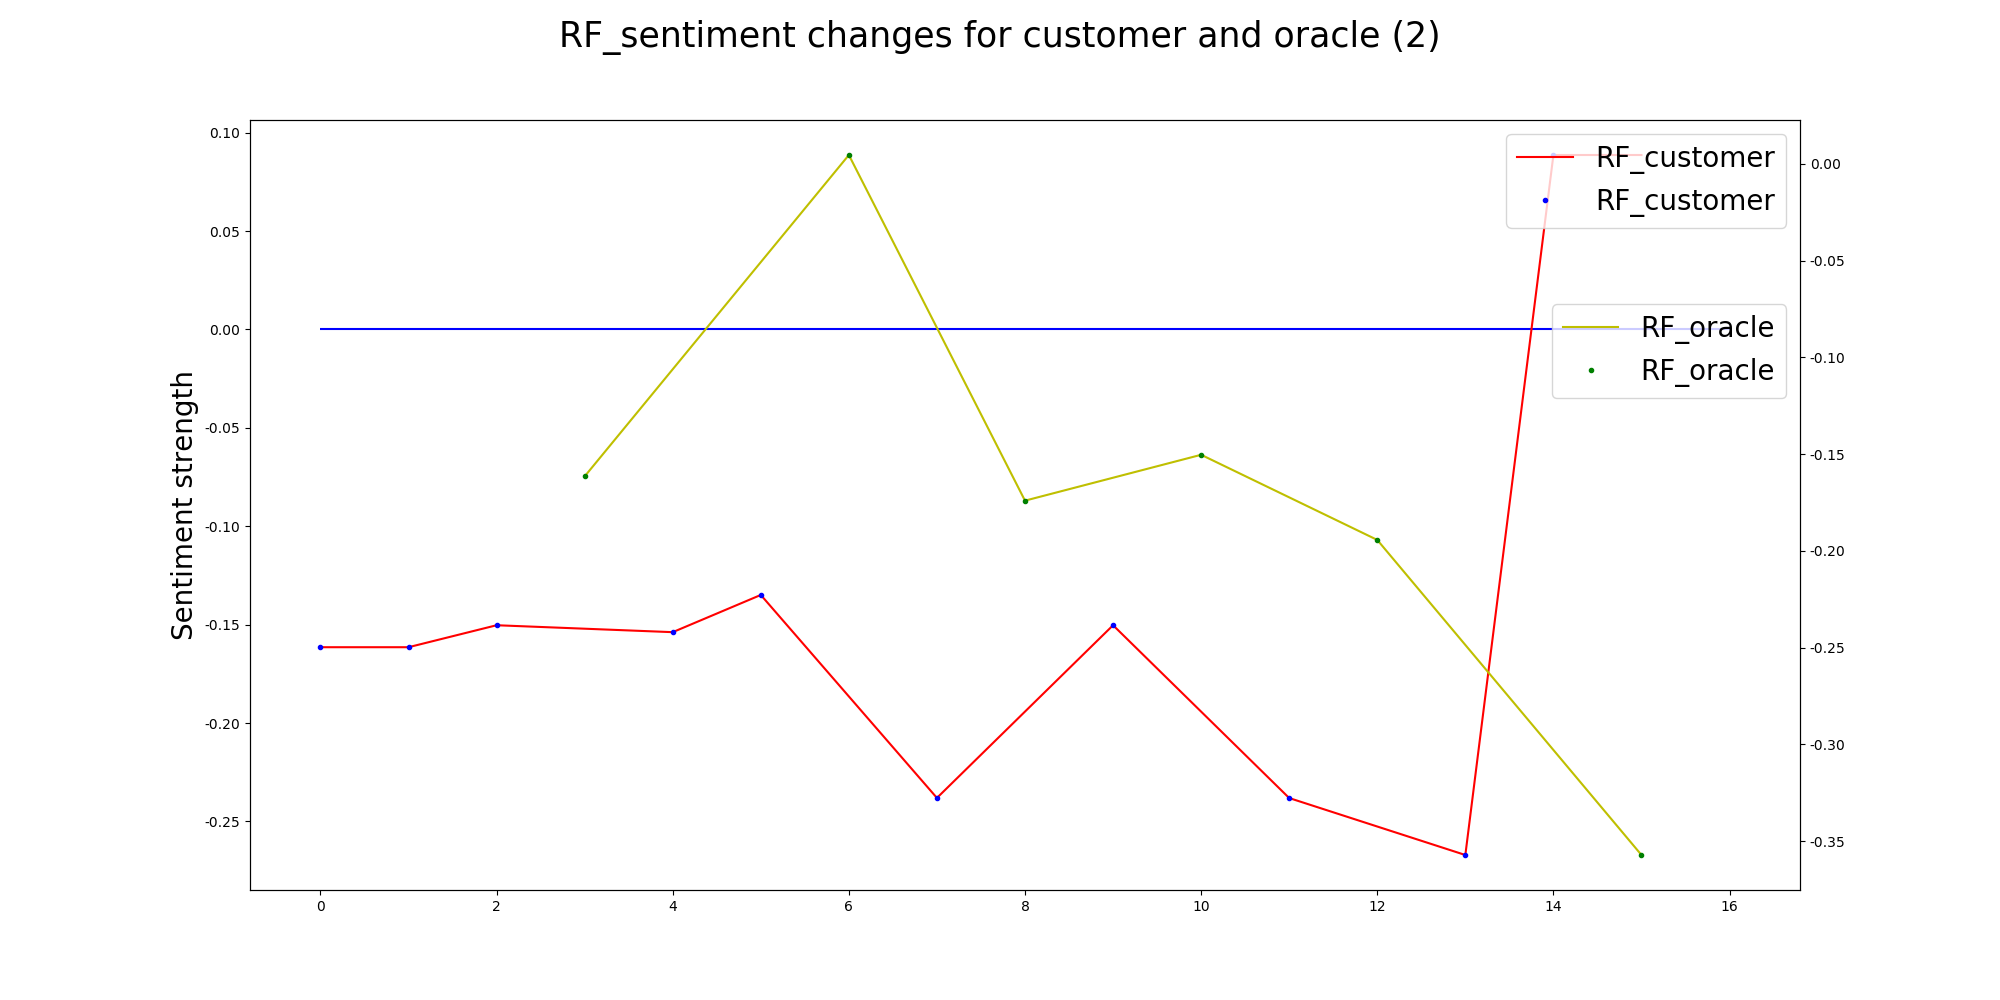 RF_sentiment changes for customer and oracle (2)
Sentiment strength
0.10
0.05
0.00
-0.05
-0.10
-0.15
-0.20
-0.25
RF_customer
RF_customer
RF_oracle
RF_oracle
0.00
-0.05
-0.10
-0.15
-0.20
-0.25
-0.30
-0.35
0 2 4 6 8 10 12 14 16